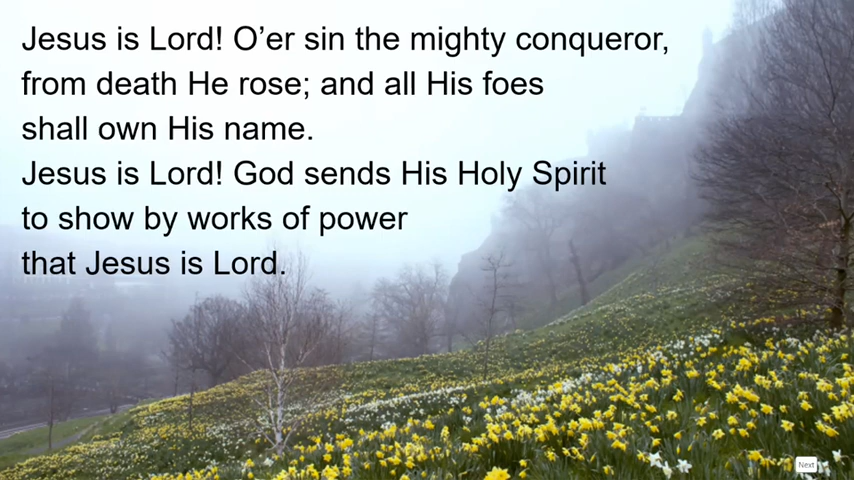 Jesus is Lord! O’er sin the mighty conqueror,
from death He rose; and all His foes
shall own His name.
Jesus is Lord! God sends His Holy Spirit
to show by works of power
that Jesus is Lord.
Next